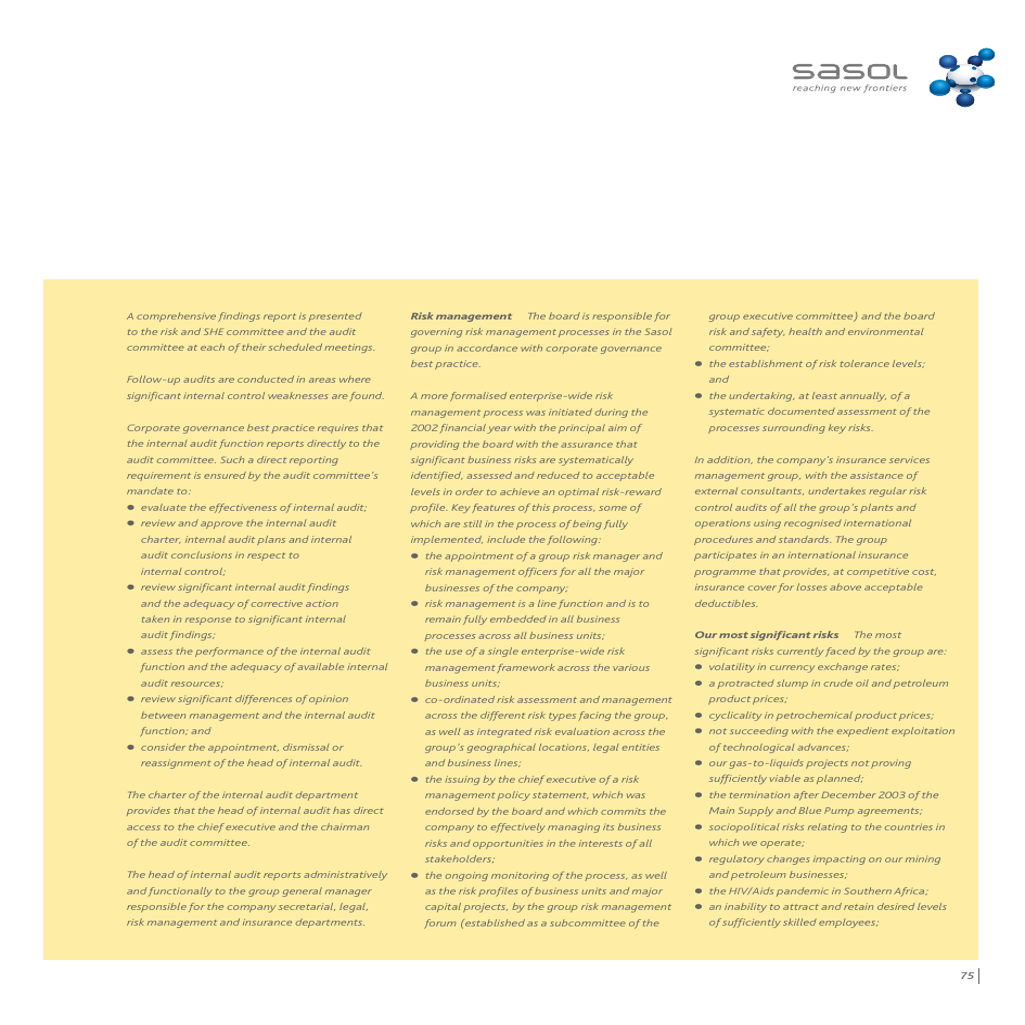 sasol
reaching new frontiers
A comprehensive findings report is presented
to the risk and SHE committee and the audit
committee at each of their scheduled meetings.
Follow-up audits are conducted in areas where
significant internal control weaknesses are found.
Corporate governance best practice requires that
the internal audit function reports directly to the
audit committee. Such a direct reporting
requirement is ensured by the audit committee's
mandate to:
● evaluate the effectiveness of internal audit;
● review and approve the internal audit
charter, internal audit plans and internal
audit conclusions in respect to
internal control;
● review significant internal audit findings
and the adequacy of corrective action
taken in response to significant internal
audit findings;
● assess the performance of the internal audit
function and the adequacy of available internal
audit resources;
● review significant differences of opinion
between management and the internal audit
function; and
● consider the appointment, dismissal or
reassignment of the head of internal audit.
The charter of the internal audit department
provides that the head of internal audit has direct
access to the chief executive and the chairman
of the audit committee.
The head of internal audit reports administratively
and functionally to the group general manager
responsible for the company secretarial, legal,
risk management and insurance departments.
Risk management The board is responsible for
governing risk management processes in the Sasol
group in accordance with corporate governance
best practice.
A more formalised enterprise-wide risk
management process was initiated during the
2002 financial year with the principal aim of
providing the board with the assurance that
significant business risks are systematically
identified, assessed and reduced to acceptable
levels in order to achieve an optimal risk-reward
profile. Key features of this process, some of
which are still in the process of being fully
implemented, include the following:
● the appointment of a group risk manager and
risk management officers for all the major
businesses of the company;
● risk management is a line function and is to
remain fully embedded in all business
processes across all business units;
● the use of a single enterprise-wide risk
management framework across the various
business units;
● co-ordinated risk assessment and management
across the different risk types facing the group,
as well as integrated risk evaluation across the
group's geographical locations, legal entities
and business lines;
● the issuing by the chief executive of a risk
management policy statement, which was
endorsed by the board and which commits the
company to effectively managing its business
risks and opportunities in the interests of all
stakeholders;
● the ongoing monitoring of the process, as well
as the risk profiles of business units and major
capital projects, by the group risk management
forum (established as a subcommittee of the
group executive committee) and the board
risk and safety, health and environmental
committee;
● the establishment of risk tolerance levels;
and
● the undertaking, at least annually, of a
systematic documented assessment of the
processes surrounding key risks.
In addition, the company's insurance services
management group, with the assistance of
external consultants, undertakes regular risk
control audits of all the group's plants and
operations using recognised international
procedures and standards. The group
participates in an international insurance
programme that provides, at competitive cost,
insurance cover for losses above acceptable
deductibles.
Our most significant risks The most
significant risks currently faced by the group are:
● volatility in currency exchange rates;
● a protracted slump in crude oil and petroleum
product prices;
● cyclicality in petrochemical product prices;
● not succeeding with the expedient exploitation
of technological advances;
● our gas-to-liquids projects not proving
sufficiently viable as planned;
● the termination after December 2003 of the
Main Supply and Blue Pump agreements;
● sociopolitical risks relating to the countries in
which we operate;
● regulatory changes impacting on our mining
and petroleum businesses;
● the HIV/Aids pandemic in Southern Africa;
● an inability to attract and retain desired levels
of sufficiently skilled employees;
75